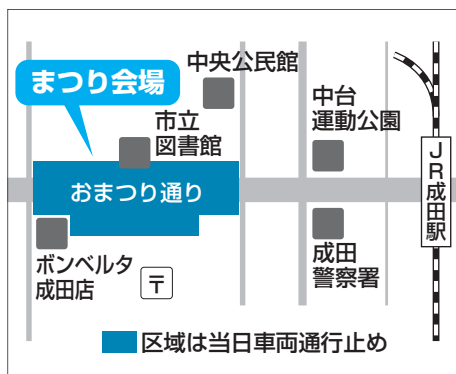 まつり会場
中央公民館
中台
運動公園
市立
図書館
おまつり通り
JR成田駅
ボンベルタ
成田店
〒
成田
警察署
区域は当日車両通行止め